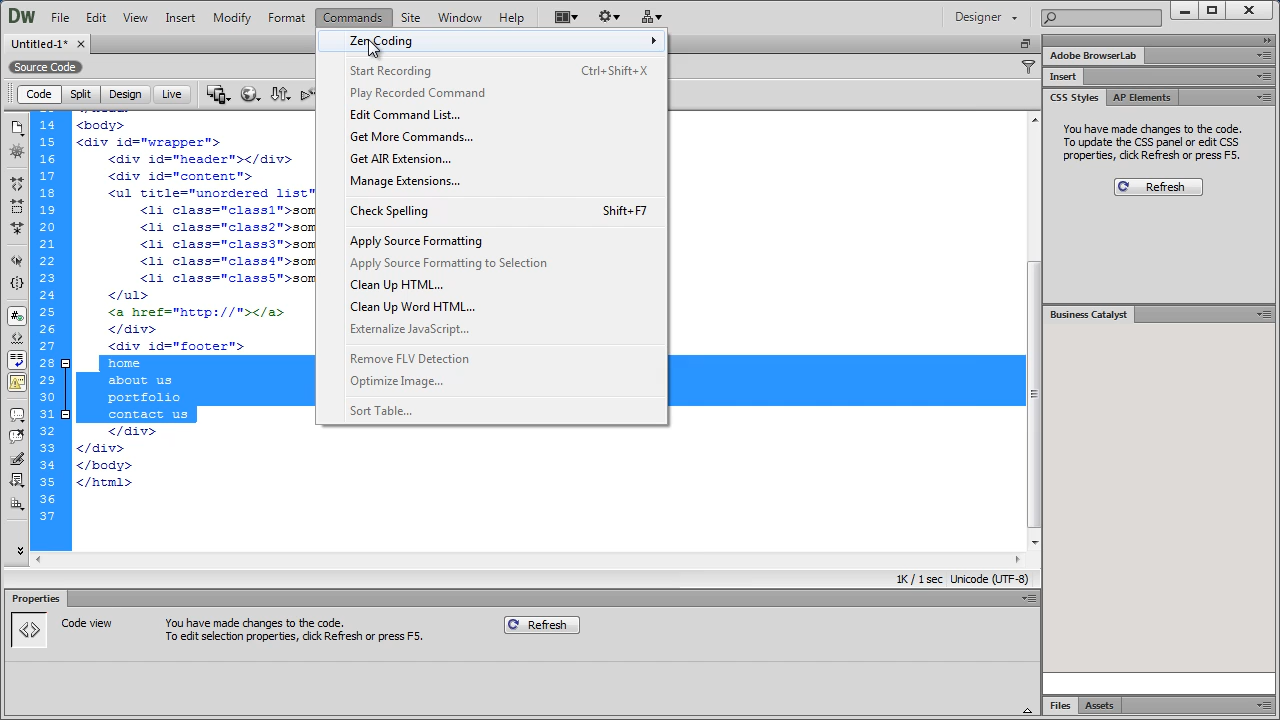 Dw File Edit View Insert Modify Format Commands Site Window Help Designer
Untitled-1*
Source Code
Code Split Design Live
Zen Coding
Start Recording Ctrl+Shift+X
Play Recorded Command
Edit Command List...
Get More Commands...
Get AIR Extension...
Manage Extensions...
Check Spelling Shift+F7
Apply Source Formatting
Apply Source Formatting to Selection
Clean Up HTML...
Clean Up Word HTML...
Externalize JavaScript...
Remove FLV Detection
Optimize Image...
Sort Table...
14 <body>
15 <div id="wrapper">
16 <div id="header"></div>
17 <div id="content">
18 <ul title="unordered list"
19 <li class="class1">som
20 <li class="class2">som
21 <li class="class3">som
22 <li class="class4">som
23 <li class="class5">som
24 </ul>
25 <a href="http://"></a>
26 </div>
27 <div id="footer">
28 home
29 about us
30 portfolio
31 contact us
32 </div>
33 </div>
34 </body>
35 </html>
36
37
1K / 1 sec Unicode (UTF-8)
Adobe BrowserLab
Insert
CSS Styles AP Elements
You have made changes to the code.
To update the CSS panel or edit CSS
properties, click Refresh or press F5.
Refresh
Business Catalyst
Files Assets
Properties
Code view
You have made changes to the code.
To edit selection properties, click Refresh or press F5.
Refresh